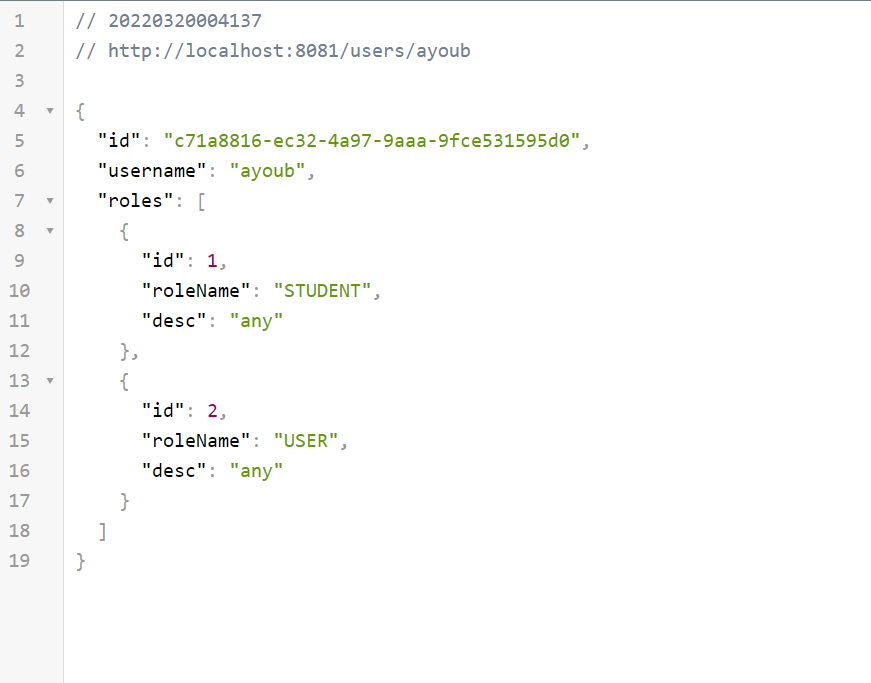 1 // 20220320004137
2 // http://localhost:8081/users/ayoub
3
4 {
5 "id": "c71a8816-ec32-4a97-9aaa-9fce531595d0",
6 "username": "ayoub",
7 "roles": [
8 {
9 "id": 1,
10 "roleName": "STUDENT",
11 "desc": "any"
12 },
13 {
14 "id": 2,
15 "roleName": "USER",
16 "desc": "any"
17 }
18 ]
19 }